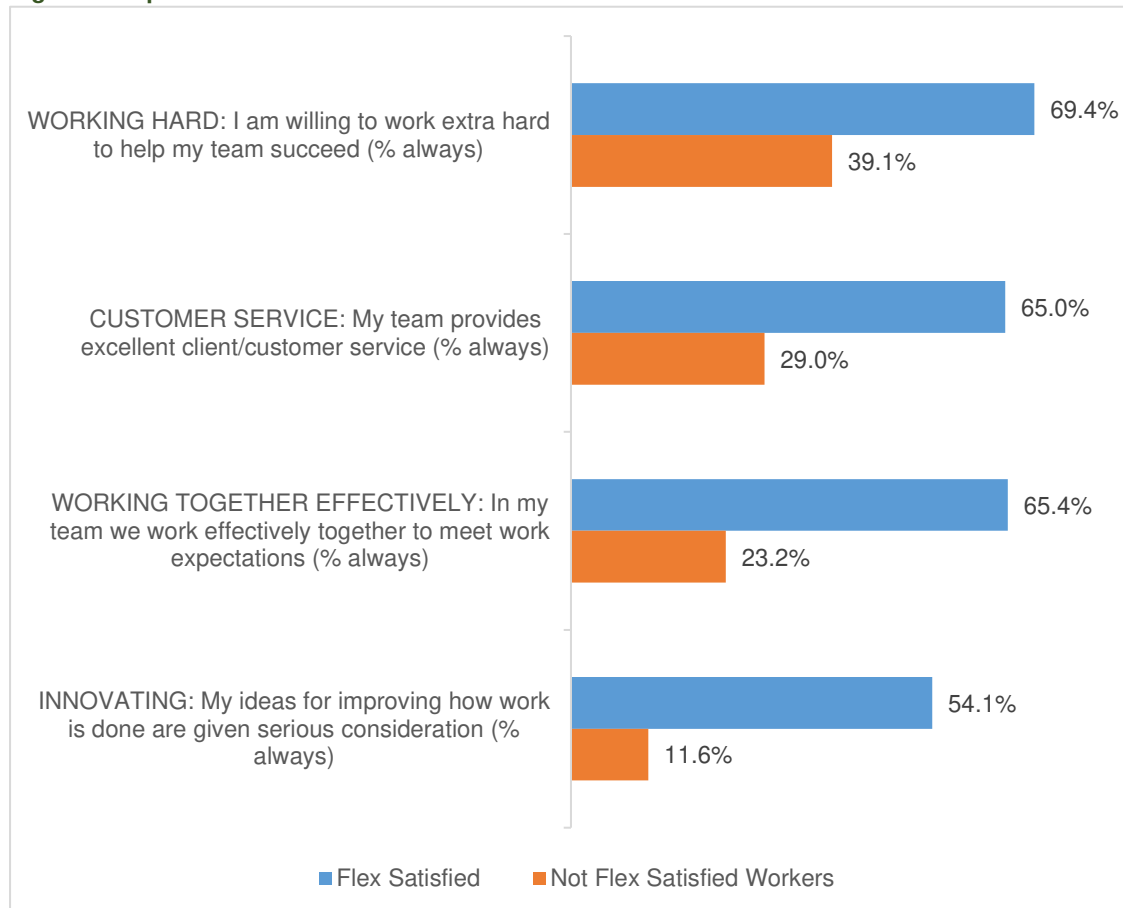 WORKING HARD: I am willing to work extra hard
to help my team succeed (% always)
69.4%
39.1%
CUSTOMER SERVICE: My team provides
excellent client/customer service (% always)
65.0%
29.0%
WORKING TOGETHER EFFECTIVELY: In my
team we work effectively together to meet work
expectations (% always)
65.4%
23.2%
INNOVATING: My ideas for improving how work
is done are given serious consideration (%
always)
54.1%
11.6%
Flex Satisfied
Not Flex Satisfied Workers